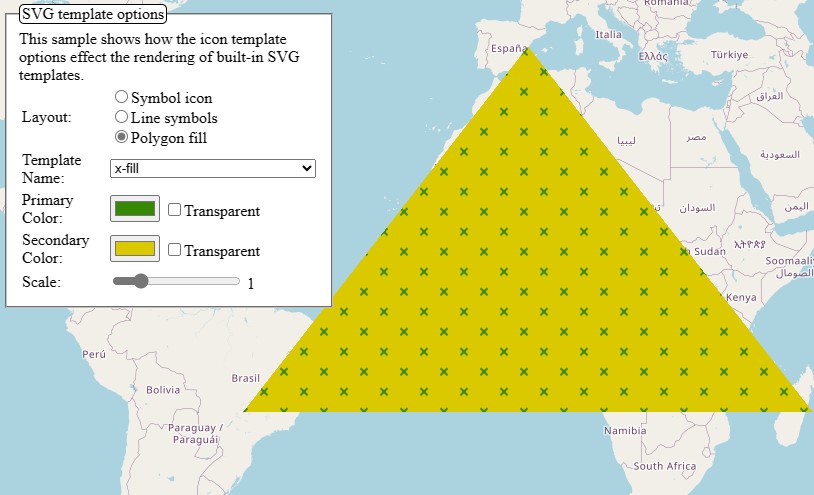 SVG template options
This sample shows how the icon template
options effect the rendering of built-in SVG
templates.
Layout:
Symbol icon
Line symbols
Polygon fill
Template
Name:
x-fill
Primary
Color:
Transparent
Secondary
Color:
Transparent
Scale:
1
România
Italia
España
Ελλάς
Türkiye
العراق
ليبيا
مصر
السعودية
السودان
اليمن
Sudan
ኢትዮጵያ
الصومال
Kenya
Perú
Brasil
Bolivia
Paraguay /
Paraguái
Namibia
South Africa